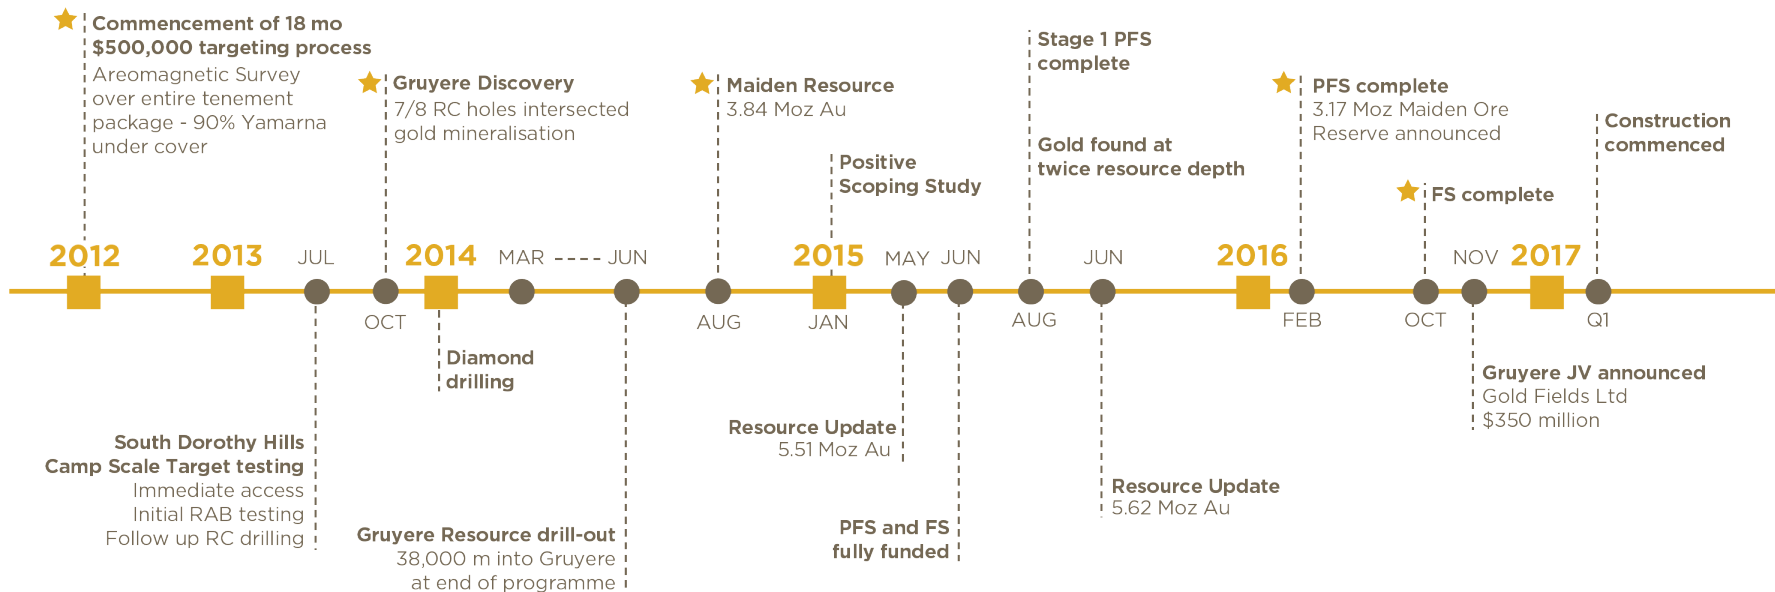 Commencement of 18 mo
$500,000 targeting process
Areomagnetic Survey
over entire tenement
package - 90% Yamarna
under cover
Gruyere Discovery
7/8 RC holes intersected
gold mineralisation
Maiden Resource
3.84 Moz Au
Positive
Scoping Study
Stage 1 PFS
complete
Gold found at
twice resource depth
PFS complete
3.17 Moz Maiden Ore
Reserve announced
FS complete
Construction
commenced
2012
2013
JUL
2014
MAR ---- JUN
2015
MAY
JUN
JUN
2016
NOV
2017
OCT
AUG
JAN
AUG
FEB
OCT
Q1
South Dorothy Hills
Camp Scale Target testing
Immediate access
Initial RAB testing
Follow up RC drilling
Diamond
drilling
Gruyere Resource drill-out
38,000 m into Gruyere
at end of programme
Resource Update
5.51 Moz Au
PFS and FS
fully funded
Resource Update
5.62 Moz Au
Gruyere JV announced
Gold Fields Ltd
$350 million